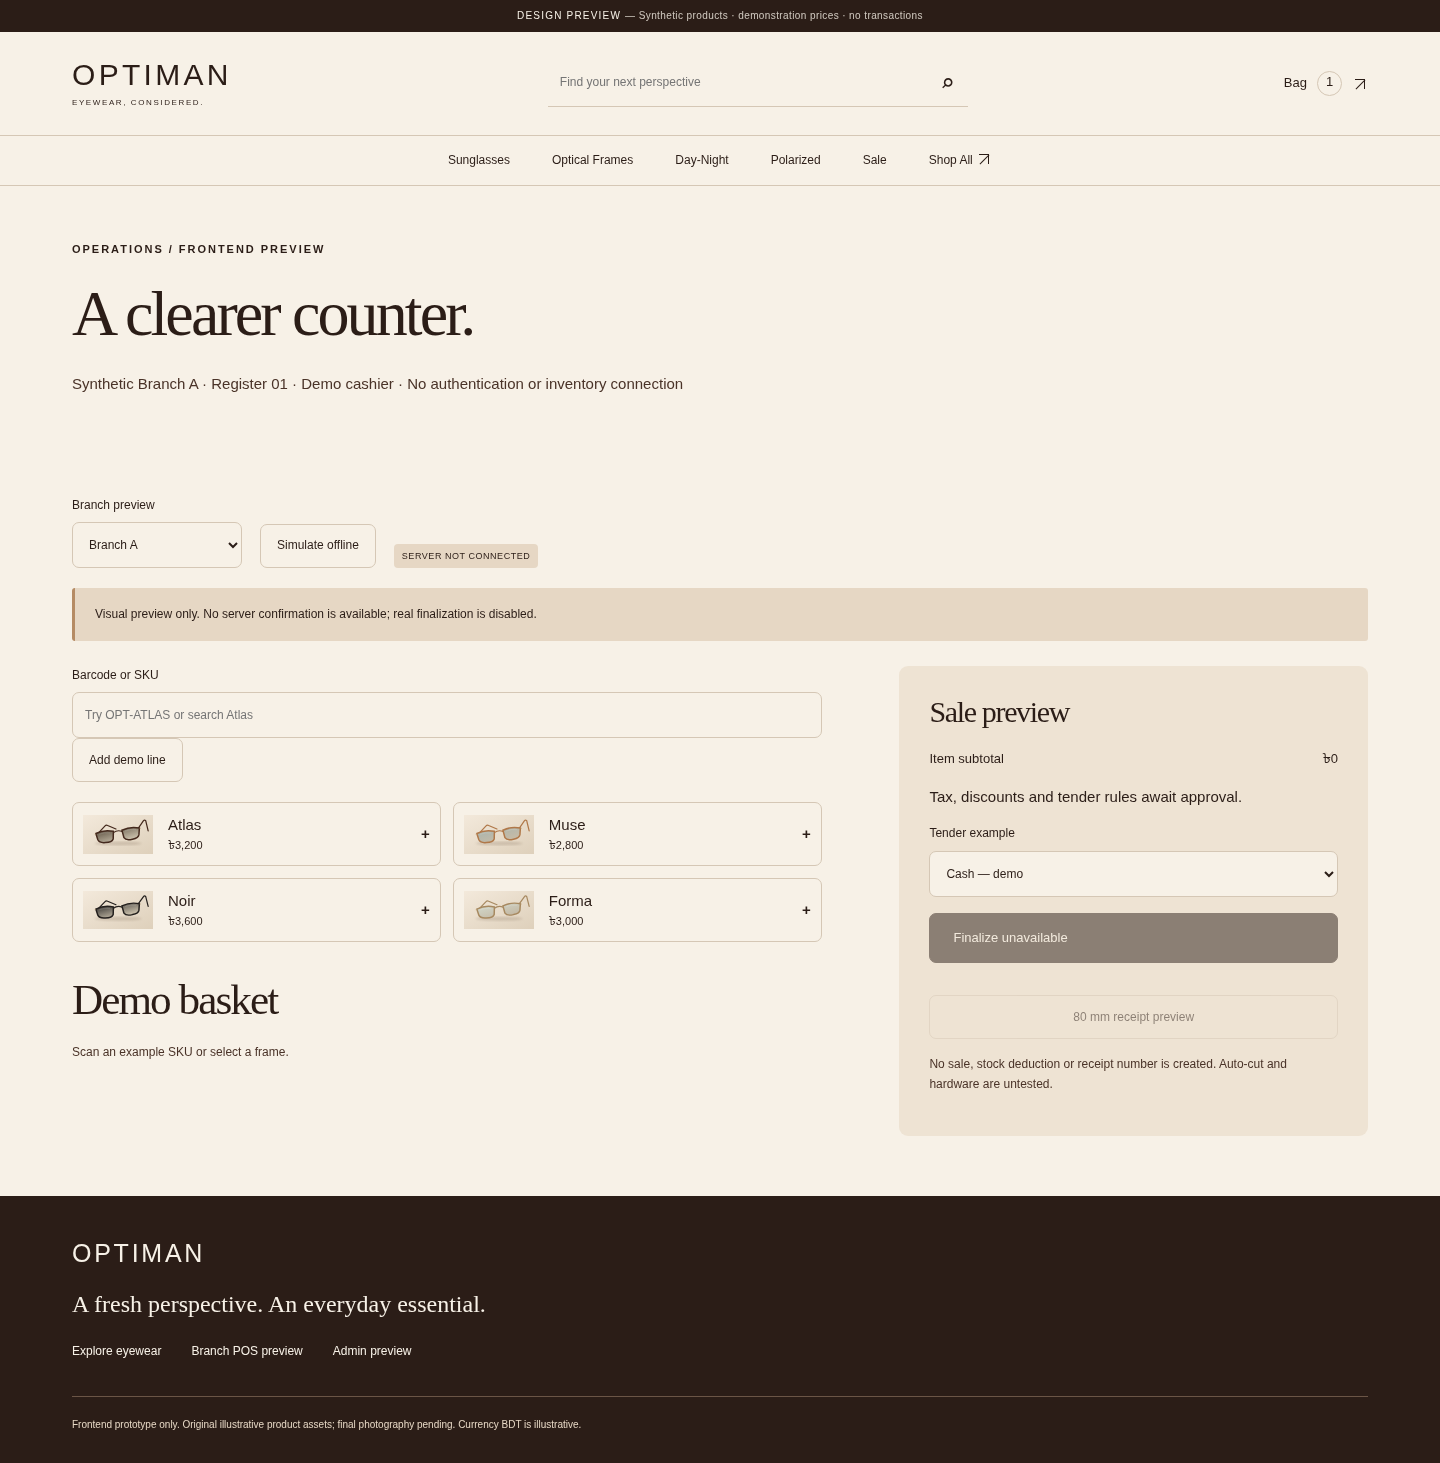 DESIGN PREVIEW — Synthetic products · demonstration prices · no transactions
OPTIMAN
EYEWEAR, CONSIDERED.
Find your next perspective
Bag 1
Sunglasses Optical Frames Day-Night Polarized Sale Shop All
OPERATIONS / FRONTEND PREVIEW
A clearer counter.
Synthetic Branch A · Register 01 · Demo cashier · No authentication or inventory connection
Branch preview
Branch A
Simulate offline
SERVER NOT CONNECTED
Visual preview only. No server confirmation is available; real finalization is disabled.
Barcode or SKU
Try OPT-ATLAS or search Atlas
Add demo line
Atlas
৳3,200
+
Muse
৳2,800
+
Noir
৳3,600
+
Forma
৳3,000
+
Demo basket
Scan an example SKU or select a frame.
Sale preview
Item subtotal ৳0
Tax, discounts and tender rules await approval.
Tender example
Cash — demo
Finalize unavailable
80 mm receipt preview
No sale, stock deduction or receipt number is created. Auto-cut and
hardware are untested.
OPTIMAN
A fresh perspective. An everyday essential.
Explore eyewear Branch POS preview Admin preview
Frontend prototype only. Original illustrative product assets; final photography pending. Currency BDT is illustrative.